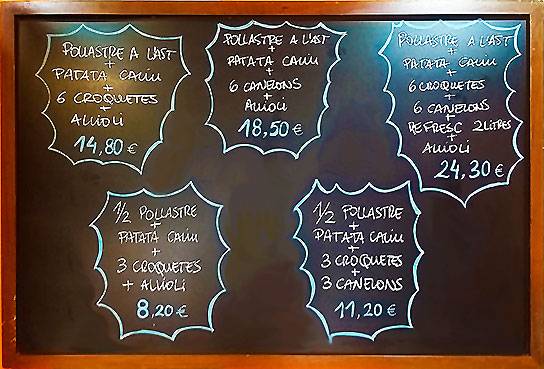 POLLASTRE A L'AST
+
PATATA CALIU
+
6 CROQUETES
+
ALLIOLI
14,80 €
POLLASTRE A L'AST
+
PATATA CALIU
+
6 CANELONS
+
ALLIOLI
18,50 €
POLLASTRE A L'AST
+
PATATA CALIU
+
6 CROQUETES
+
6 CANELONS
+
REFRESC 2 LITRES
+
ALLIOLI
24,30 €
1/2 POLLASTRE
+
PATATA CALIU
+
3 CROQUETES
+ ALLIOLI
8,20 €
1/2 POLLASTRE
+
PATATA CALIU
+
3 CROQUETES
+
3 CANELONS
11,20 €